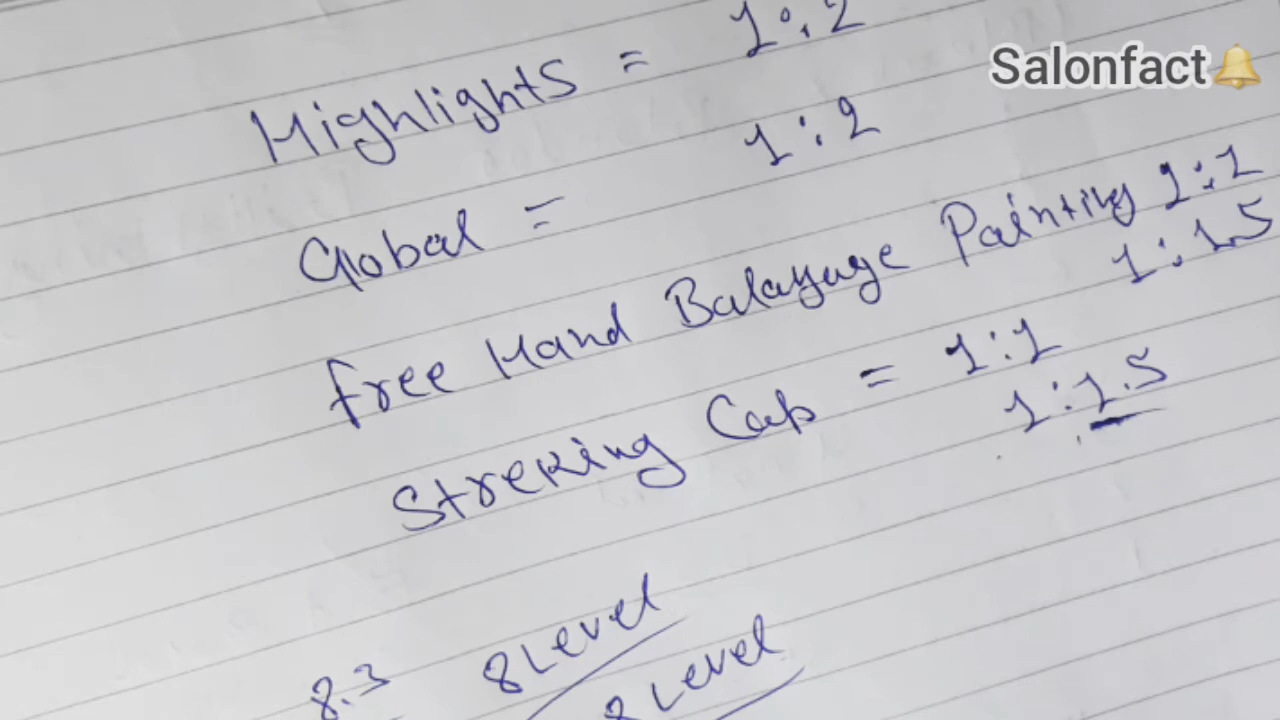 Highlights = 1:2
Salonfact
Global = 1:2
free Hand Balayage Painting 1:1
1:1.5
Streking Cap = 1:1
1:1.5
8.3 8 Level
8 Level